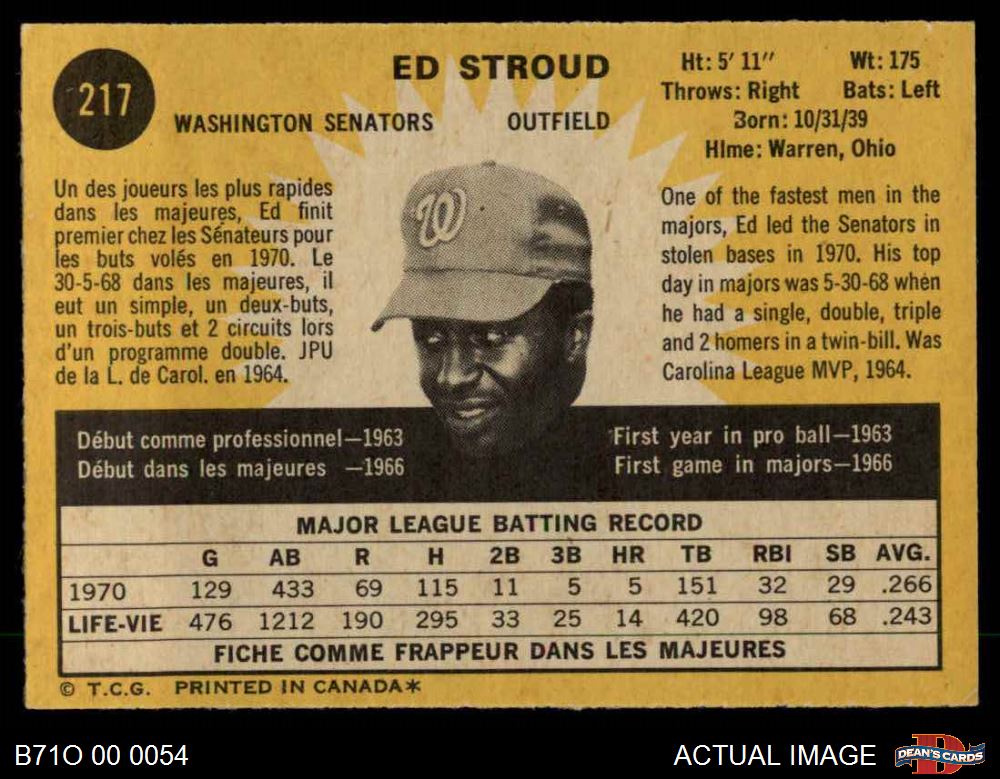 217
ED STROUD
WASHINGTON SENATORS OUTFIELD
Ht: 5' 11" Wt: 175
Throws: Right Bats: Left
Born: 10/31/39
HIme: Warren, Ohio
Un des joueurs les plus rapides
dans les majeures, Ed finit
premier chez les Sénateurs pour
les buts volés en 1970. Le
30-5-68 dans les majeures, il
eut un simple, un deux-buts,
un trois-buts et 2 circuits lors
d'un programme double. JPU
de la L. de Carol. en 1964.
W
One of the fastest men in the
majors, Ed led the Senators in
stolen bases in 1970. His top
day in majors was 5-30-68 when
he had a single, double, triple
and 2 homers in a twin-bill. Was
Carolina League MVP, 1964.
Début comme professionnel—1963
Début dans les majeures —1966
First year in pro ball—1963
First game in majors—1966
MAJOR LEAGUE BATTING RECORD
G AB R H 2B 3B HR TB RBI SB AVG.
1970 129 433 69 115 11 5 5 151 32 29 .266
LIFE-VIE 476 1212 190 295 33 25 14 420 98 68 .243
FICHE COMME FRAPPEUR DANS LES MAJEURES
© T.C.G. PRINTED IN CANADA*
B71O 00 0054
ACTUAL IMAGE
D
DEAN'S CARDS